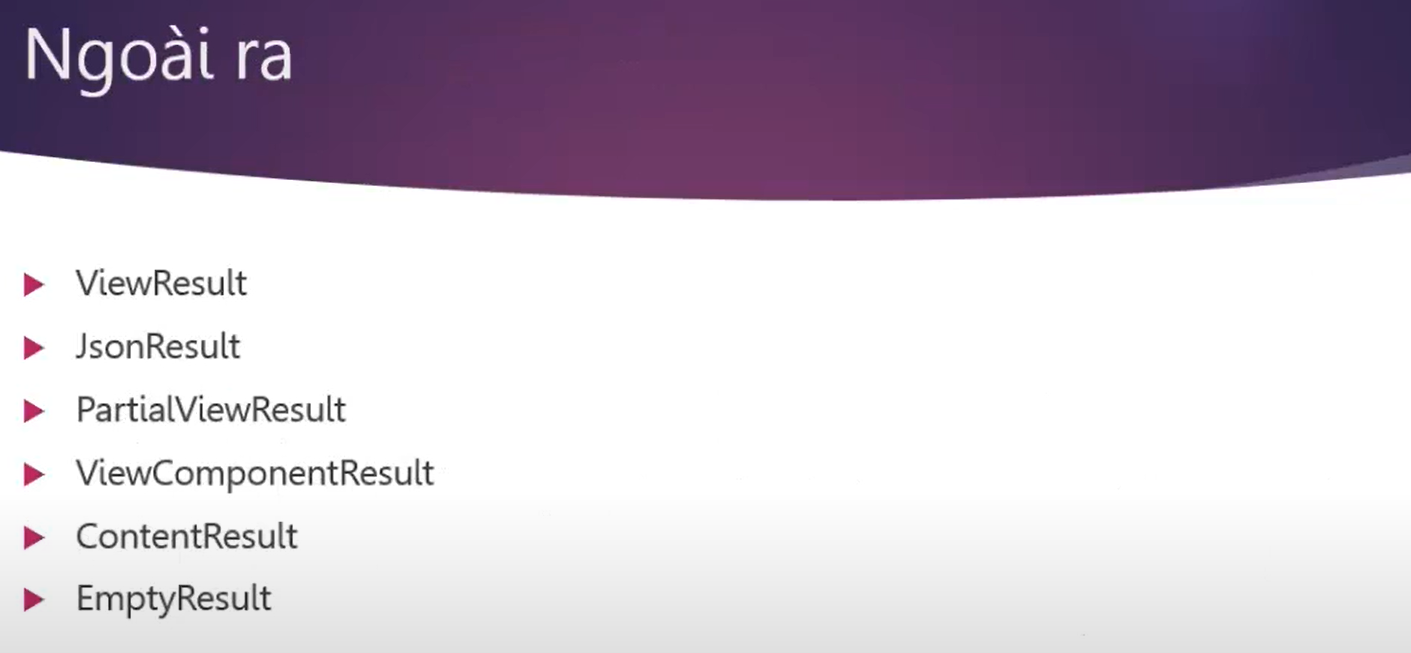 Ngoài ra
ViewResult
JsonResult
PartialViewResult
ViewComponentResult
ContentResult
EmptyResult